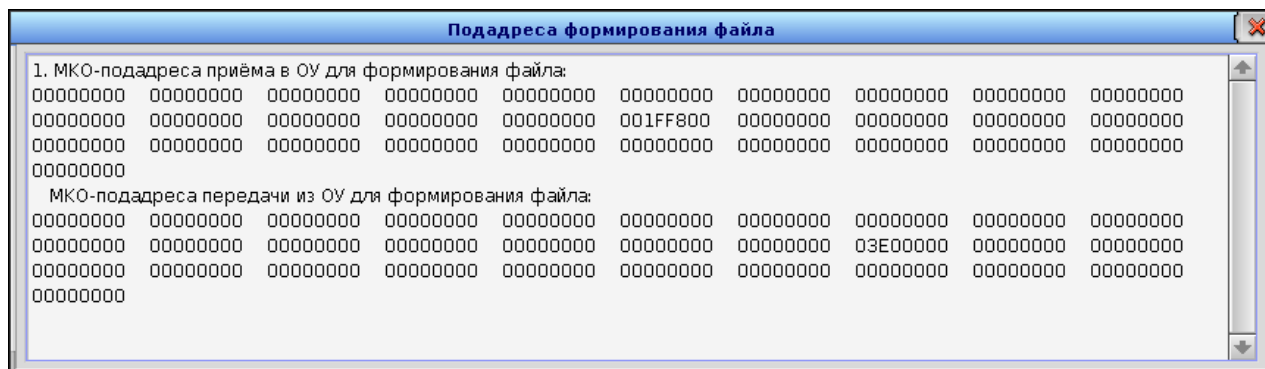 Подадреса формирования файла
1. МКО-подадреса приёма в ОУ для формирования файла:
00000000 00000000 00000000 00000000 00000000 00000000 00000000 00000000 00000000 00000000
00000000 00000000 00000000 00000000 00000000 001FF800 00000000 00000000 00000000 00000000
00000000 00000000 00000000 00000000 00000000 00000000 00000000 00000000 00000000 00000000
00000000
МКО-подадреса передачи из ОУ для формирования файла:
00000000 00000000 00000000 00000000 00000000 00000000 00000000 00000000 00000000 00000000
00000000 00000000 00000000 00000000 00000000 00000000 00000000 03E00000 00000000 00000000
00000000 00000000 00000000 00000000 00000000 00000000 00000000 00000000 00000000 00000000
00000000